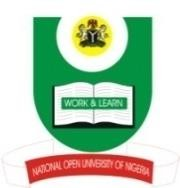 WORK & LEARN
NATIONAL OPEN UNIVERSITY OF NIGERIA